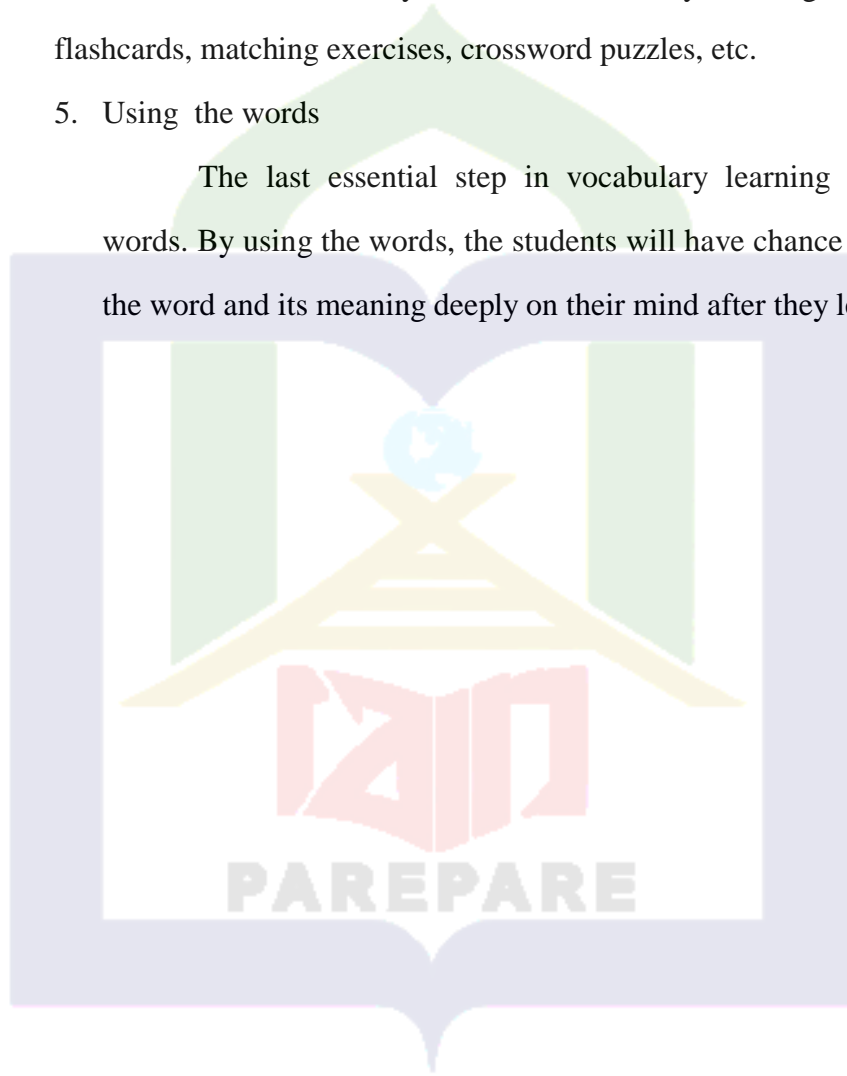 flashcards, matching exercises, crossword puzzles, etc.
5. Using the words
The last essential step in vocabulary learning
words. By using the words, the students will have chance
the word and its meaning deeply on their mind after they
iain
PAREPARE